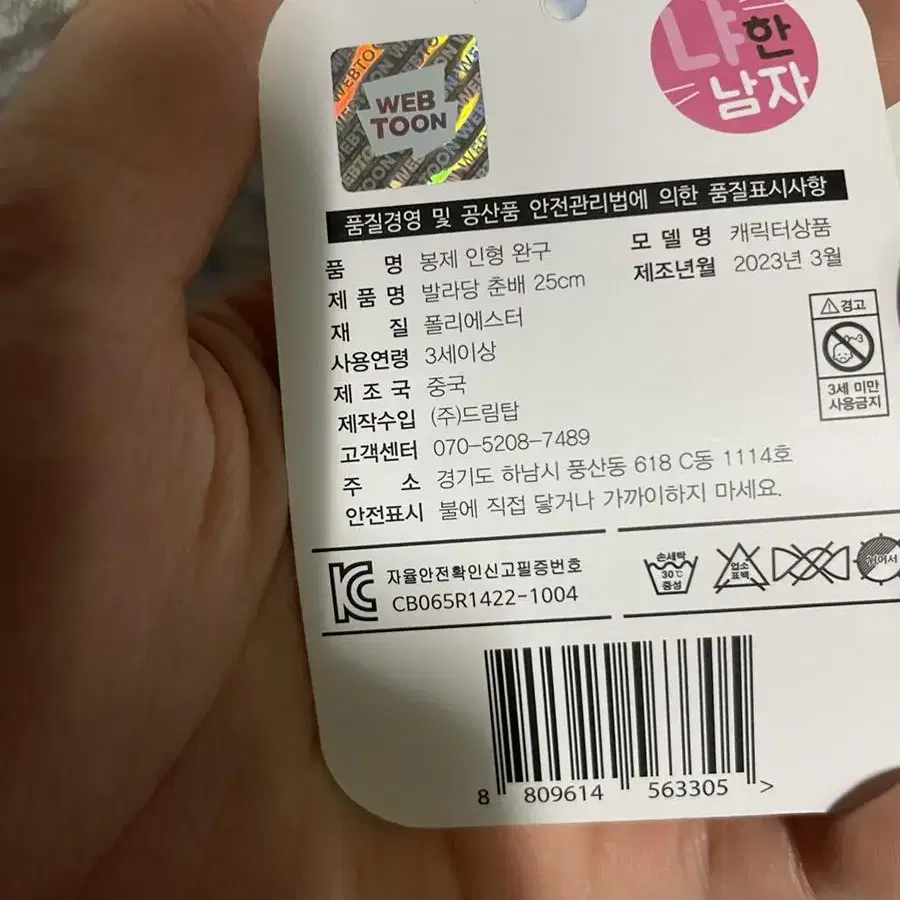 WEB
TOON
냐한
남자
품질경영 및 공산품 안전관리법에 의한 품질표시사항
품 명 봉제 인형 완구
모델명 캐릭터상품
제품명 발라당 춘배 25cm
제조년월 2023년 3월
재 질 폴리에스터
사용연령 3세이상
제조국 중국
제작수입 (주)드림탑
고객센터 070-5208-7489
주 소 경기도 하남시 풍산동 618 C동 1114호
안전표시 불에 직접 닿거나 가까이하지 마세요.
⚠경고
0~3
3세 미만
사용금지
자율안전확인신고필증번호
CB065R1422-1004
손세탁
30℃
중성
염소
표백
뉘어서
8 809614 563305 >